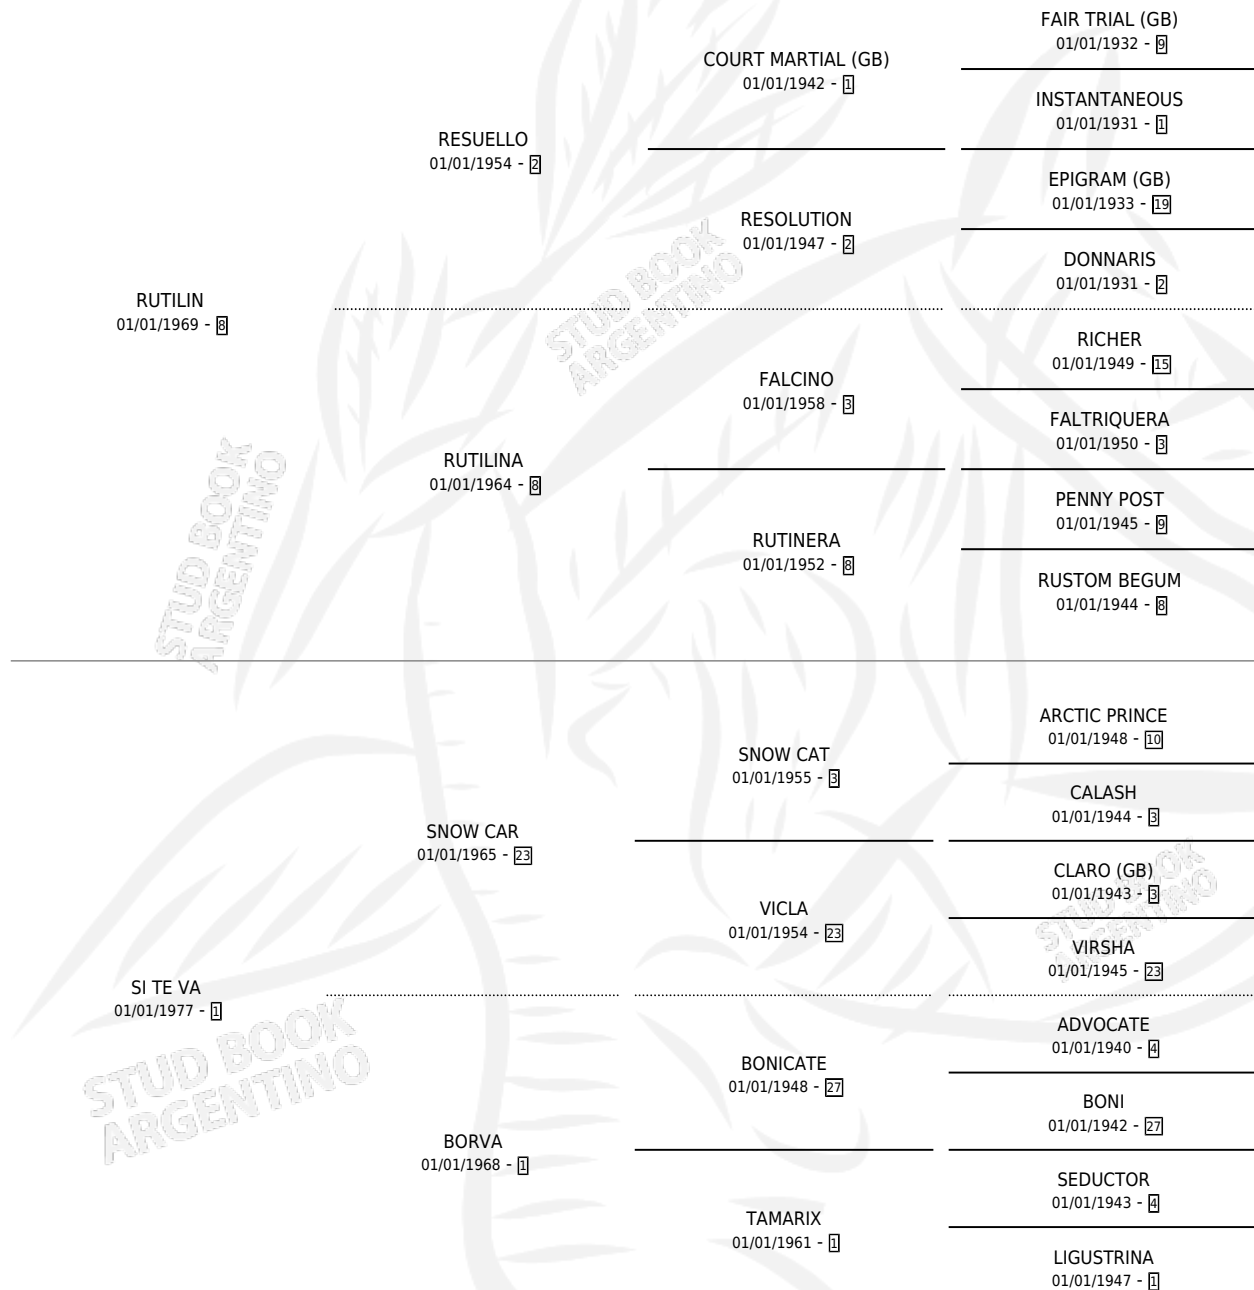 FAIR TRIAL (GB)
01/01/1932 - 9
COURT MARTIAL (GB)
01/01/1942 - 1
INSTANTANEOUS
01/01/1931 - 1
RESUELLO
01/01/1954 - 2
EPIGRAM (GB)
01/01/1933 - 19
RESOLUTION
01/01/1947 - 2
DONNARIS
01/01/1931 - 2
RUTILIN
01/01/1969 - 8
RICHER
01/01/1949 - 15
FALCINO
01/01/1958 - 3
FALTRIQUERA
01/01/1950 - 3
RUTILINA
01/01/1964 - 8
PENNY POST
01/01/1945 - 9
RUTINERA
01/01/1952 - 8
RUSTOM BEGUM
01/01/1944 - 8
ARCTIC PRINCE
01/01/1948 - 10
SNOW CAT
01/01/1955 - 3
CALASH
01/01/1944 - 3
SNOW CAR
01/01/1965 - 23
CLARO (GB)
01/01/1943 - 3
VICLA
01/01/1954 - 23
VIRSHA
01/01/1945 - 23
SI TE VA
01/01/1977 - 1
ADVOCATE
01/01/1940 - 4
BONICATE
01/01/1948 - 27
BONI
01/01/1942 - 27
BORVA
01/01/1968 - 1
SEDUCTOR
01/01/1943 - 4
TAMARIX
01/01/1961 - 1
LIGUSTRINA
01/01/1947 - 1
STUD BOOK
ARGENTINO
STUD BOOK
ARGENTINO
STUD BOOK
ARGENTINO
STUD BOOK
ARGENTINO